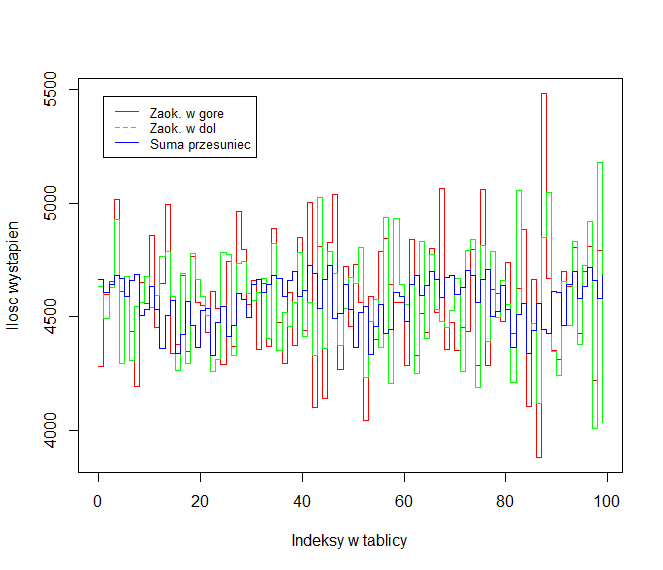 Zaok. w gore
Zaok. w dol
Suma przesuniec
5500
5000
4500
4000
Ilosc wystapien
0 20 40 60 80 100
Indeksy w tablicy